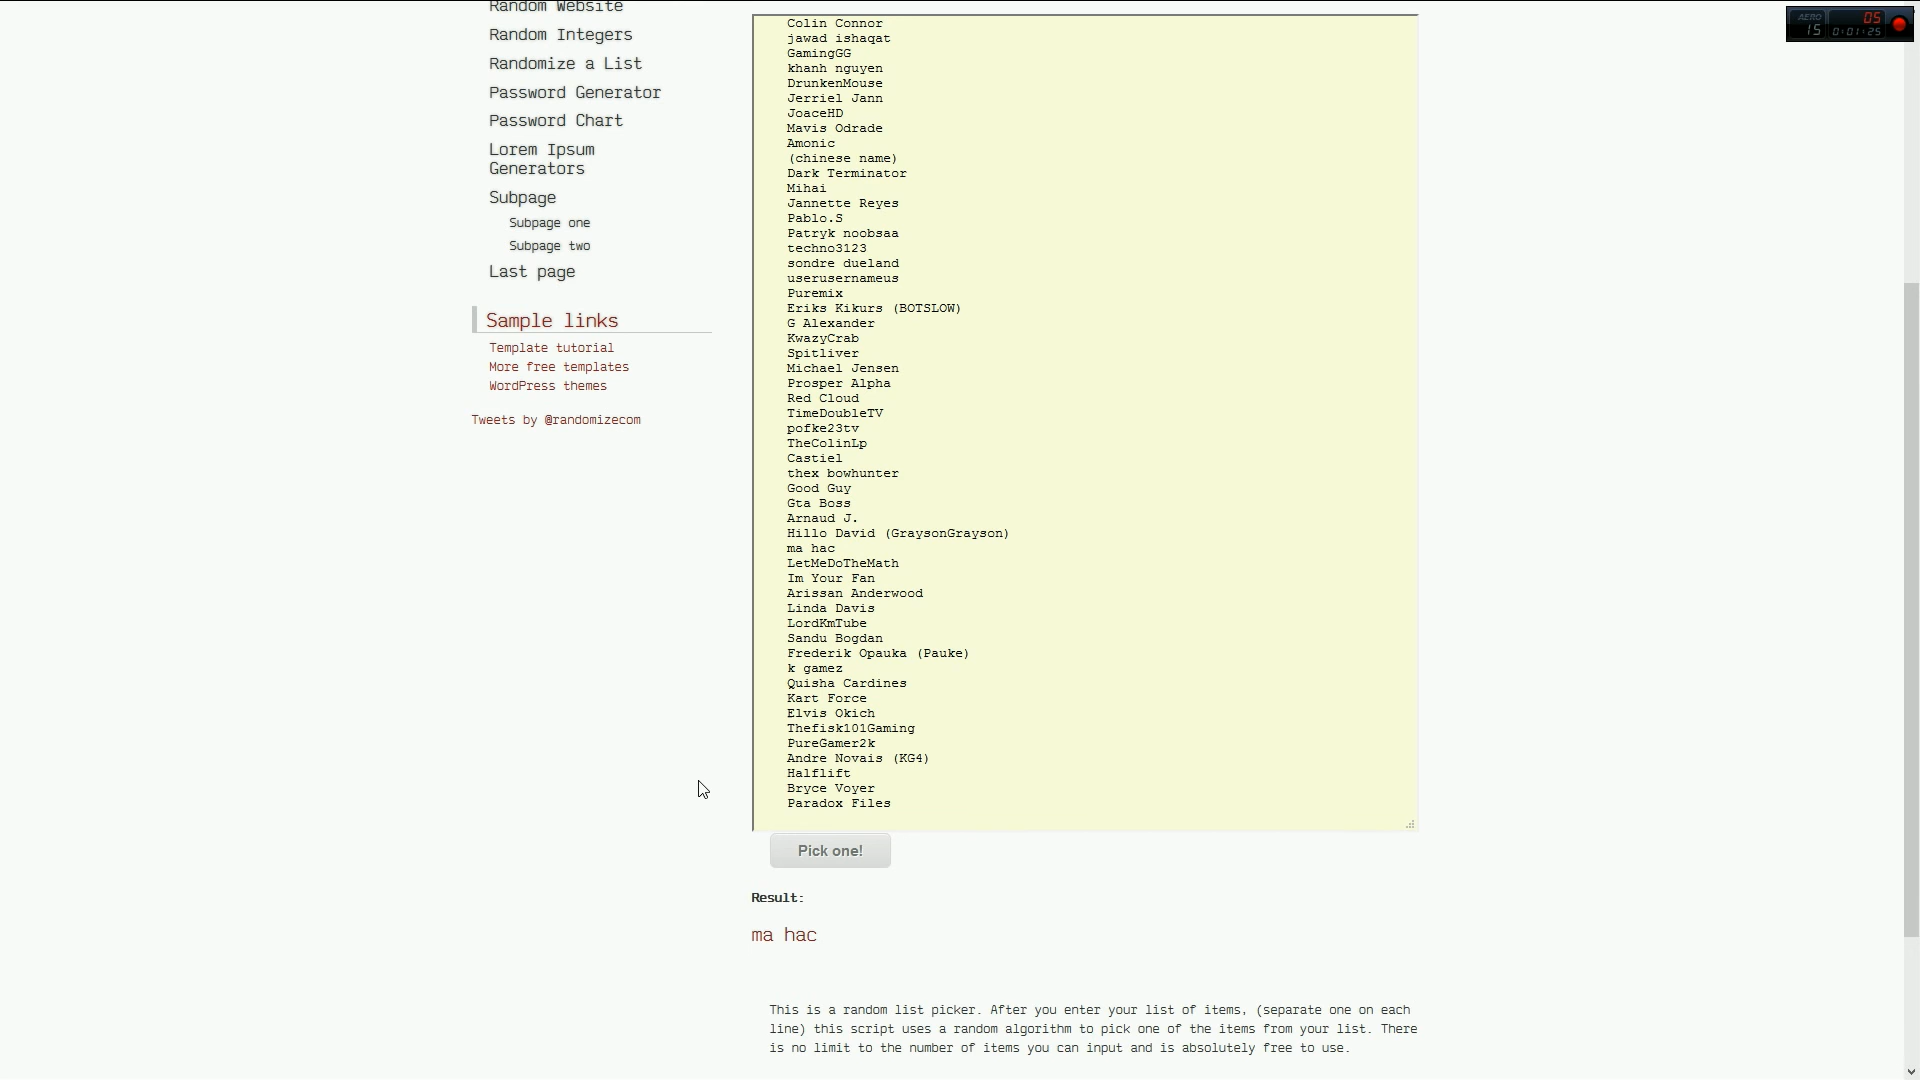 Random Website
Random Integers
Randomize a List
Password Generator
Password Chart
Lorem Ipsum
Generators
Subpage
Subpage one
Subpage two
Last page
Sample links
Template tutorial
More free templates
WordPress themes
Tweets by @randomizecom
Colin Connor
jawad ishaqat
GamingGG
khanh nguyen
DrunkenMouse
Jerriel Jann
JoaceHD
Mavis Odrade
Amonic
(chinese name)
Dark Terminator
Mihai
Jannette Reyes
Pablo.S
Patryk noobsaa
techno3123
sondre dueland
userusernameus
Puremix
Eriks Kikurs (BOTSLOW)
G Alexander
KwazyCrab
Spitliver
Michael Jensen
Prosper Alpha
Red Cloud
TimeDoubleTV
pofke23tv
TheColinLp
Castiel
thex bowhunter
Good Guy
Gta Boss
Arnaud J.
Hillo David (GraysonGrayson)
ma hac
LetMeDoTheMath
Im Your Fan
Arissan Anderwood
Linda Davis
LordKmTube
Sandu Bogdan
Frederik Opauka (Pauke)
k gamez
Quisha Cardines
Kart Force
Elvis Okich
Thefisk101Gaming
PureGamer2k
Andre Novais (KG4)
Halflift
Bryce Voyer
Paradox Files
Pick one!
Result:
ma hac
This is a random list picker. After you enter your list of items, (separate one on each
line) this script uses a random algorithm to pick one of the items from your list. There
is no limit to the number of items you can input and is absolutely free to use.
AERO 05
15 0:01:25